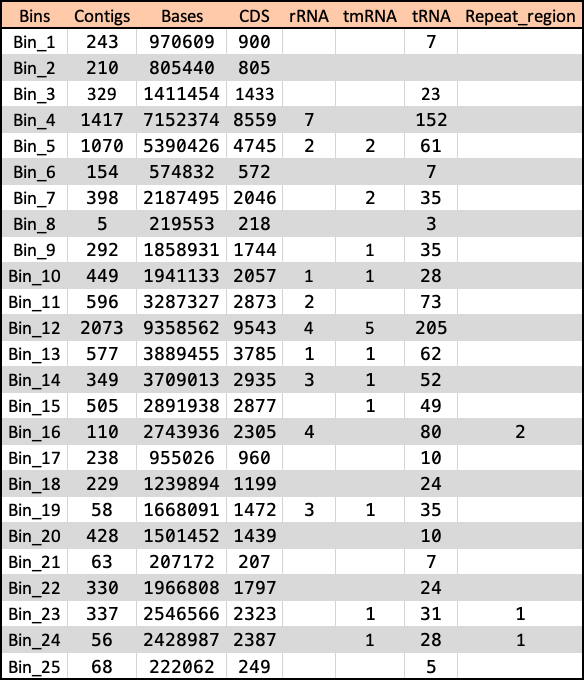 Bins Contigs Bases CDS rRNA tmRNA tRNA Repeat_region
Bin_1 243 970609 900 7
Bin_2 210 805440 805
Bin_3 329 1411454 1433 23
Bin_4 1417 7152374 8559 7 152
Bin_5 1070 5390426 4745 2 2 61
Bin_6 154 574832 572 7
Bin_7 398 2187495 2046 2 35
Bin_8 5 219553 218 3
Bin_9 292 1858931 1744 1 35
Bin_10 449 1941133 2057 1 1 28
Bin_11 596 3287327 2873 2 73
Bin_12 2073 9358562 9543 4 5 205
Bin_13 577 3889455 3785 1 1 62
Bin_14 349 3709013 2935 3 1 52
Bin_15 505 2891938 2877 1 49
Bin_16 110 2743936 2305 4 80 2
Bin_17 238 955026 960 10
Bin_18 229 1239894 1199 24
Bin_19 58 1668091 1472 3 1 35
Bin_20 428 1501452 1439 10
Bin_21 63 207172 207 7
Bin_22 330 1966808 1797 24
Bin_23 337 2546566 2323 1 31 1
Bin_24 56 2428987 2387 1 28 1
Bin_25 68 222062 249 5